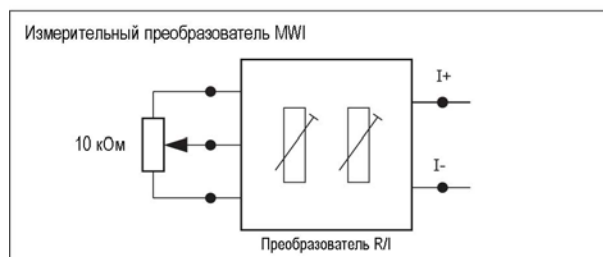 Измерительный преобразователь MWI
I+
10 кОм
I-
Преобразователь R/I